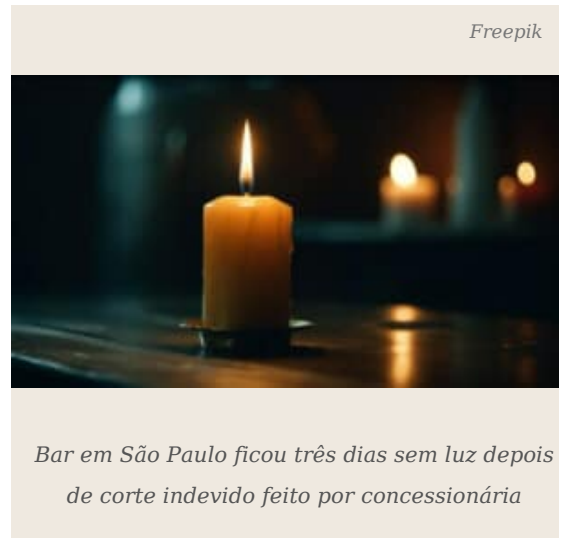 Freepik
Bar em São Paulo ficou três dias sem luz depois
de corte indevido feito por concessionária